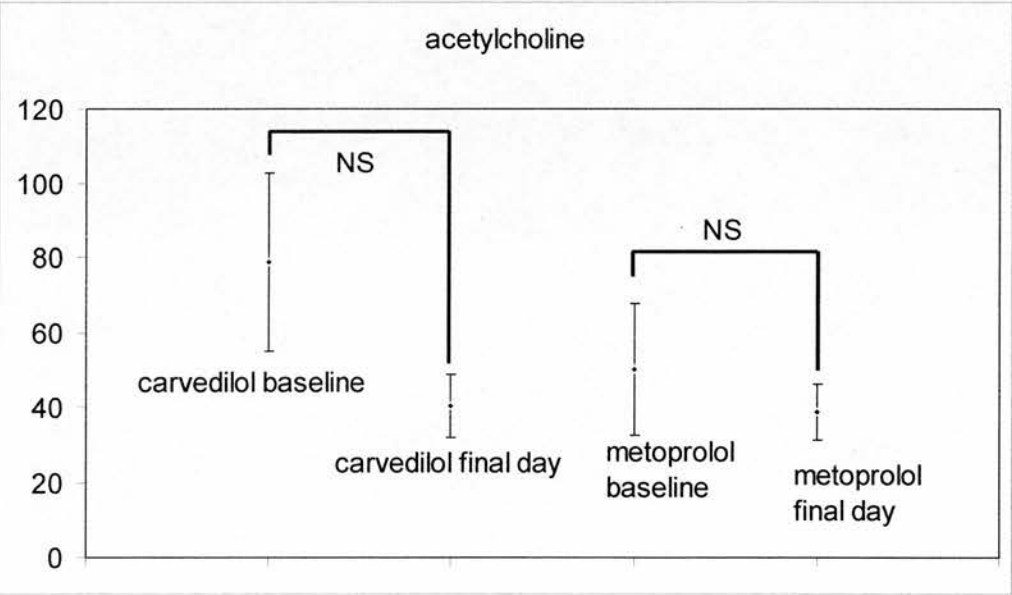 acetylcholine
120
100
80
60
40
20
0
NS
NS
carvedilol baseline
carvedilol final day
metoprolol
baseline
metoprolol
final day